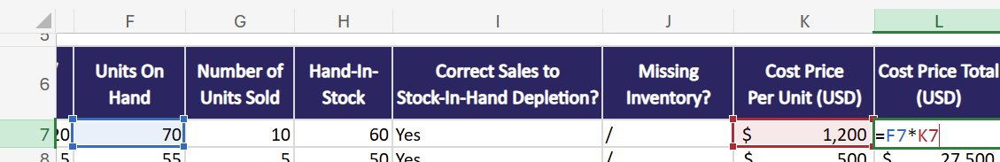 F G H I J K L
5
6 Units On Hand Number of Units Sold Hand-In-Stock Correct Sales to Stock-In-Hand Depletion? Missing Inventory? Cost Price Per Unit (USD) Cost Price Total (USD)
7 20 70 10 60 Yes / $ 1,200 =F7*K7
8 5 55 5 50 Yes / $ 500 $ 27,500